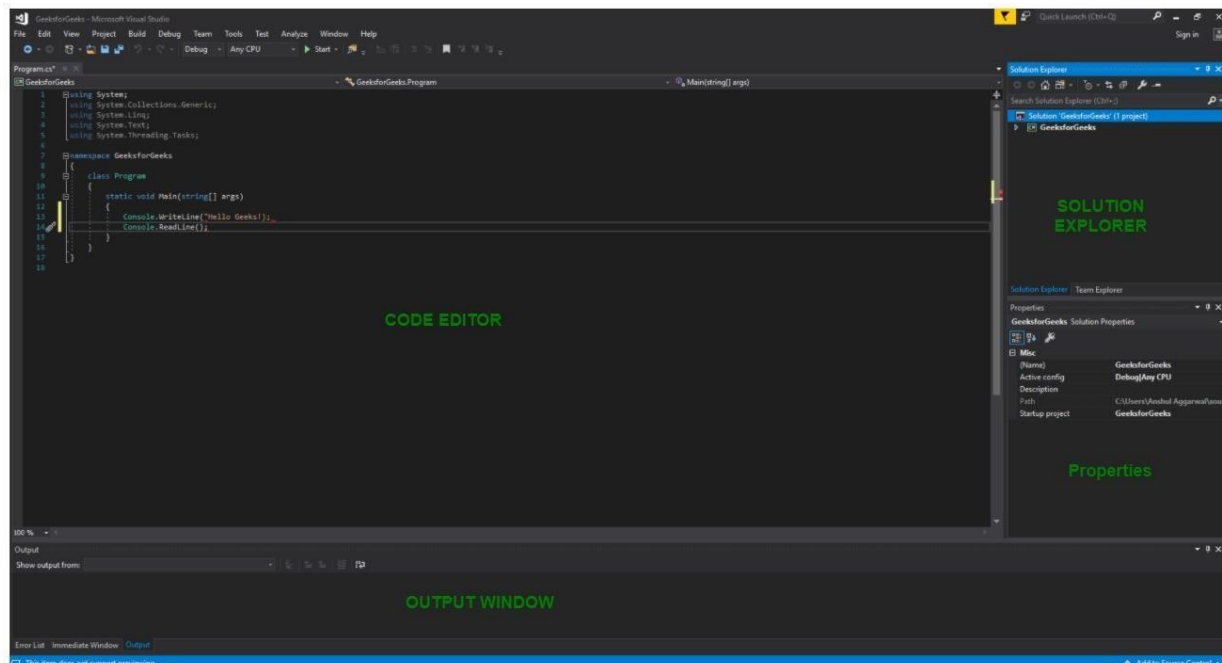 GeeksforGeeks - Microsoft Visual Studio
Quick Launch (Ctrl+Q)
File Edit View Project Build Debug Team Tools Test Analyze Window Help
Sign in
Debug Any CPU Start
Program.cs*
GeeksforGeeks GeeksforGeeks.Program Main(string[] args)
1 using System;
2 using System.Collections.Generic;
3 using System.Linq;
4 using System.Text;
5 using System.Threading.Tasks;
6
7 namespace GeeksforGeeks
8 {
9 class Program
10 {
11 static void Main(string[] args)
12 {
13 Console.WriteLine("Hello Geeks!);
14 Console.ReadLine();
15 }
16 }
17 }
18
CODE EDITOR
100 %
Solution Explorer
Search Solution Explorer (Ctrl+;)
Solution 'GeeksforGeeks' (1 project)
GeeksforGeeks
SOLUTION
EXPLORER
Solution Explorer Team Explorer
Properties
GeeksforGeeks Solution Properties
Misc
(Name) GeeksforGeeks
Active config Debug|Any CPU
Description
Path C:\Users\Anshul Aggarwal\sou
Startup project GeeksforGeeks
Properties
Output
Show output from:
OUTPUT WINDOW
Error List Immediate Window Output
This item does not support previewing
Add to Source Control